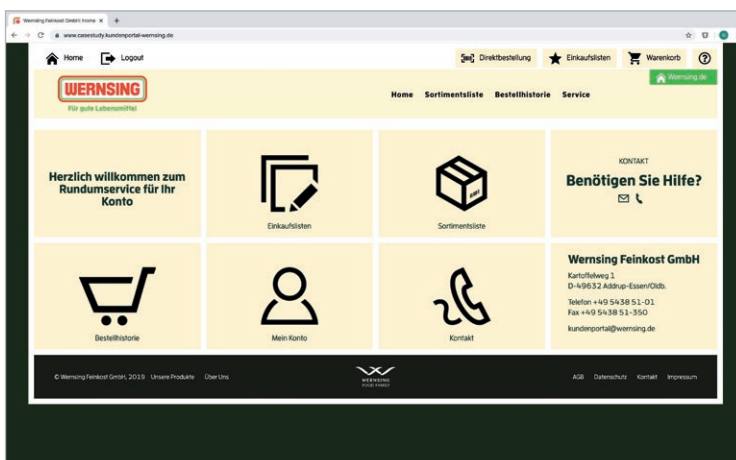 Wernsing Feinkost GmbH: home
www.casestudy.kundenportal-wernsing.de
Home
Logout
Direktbestellung
Einkaufslisten
Warenkorb
WERNSING
Für gute Lebensmittel
Home
Sortimentsliste
Bestellhistorie
Service
Wernsing.de
Herzlich willkommen zum
Rundumservice für Ihr
Konto
Einkaufslisten
Sortimentsliste
KONTAKT
Benötigen Sie Hilfe?
Bestellhistorie
Mein Konto
Kontakt
Wernsing Feinkost GmbH
Kartoffelweg 1
D-49632 Addrup-Essen/Oldb.
Telefon +49 5438 51-01
Fax +49 5438 51-350
kundenportal@wernsing.de
© Wernsing Feinkost GmbH, 2019
Unsere Produkte
Über Uns
WERNSING
FOOD FAMILY
AGB
Datenschutz
Kontakt
Impressum